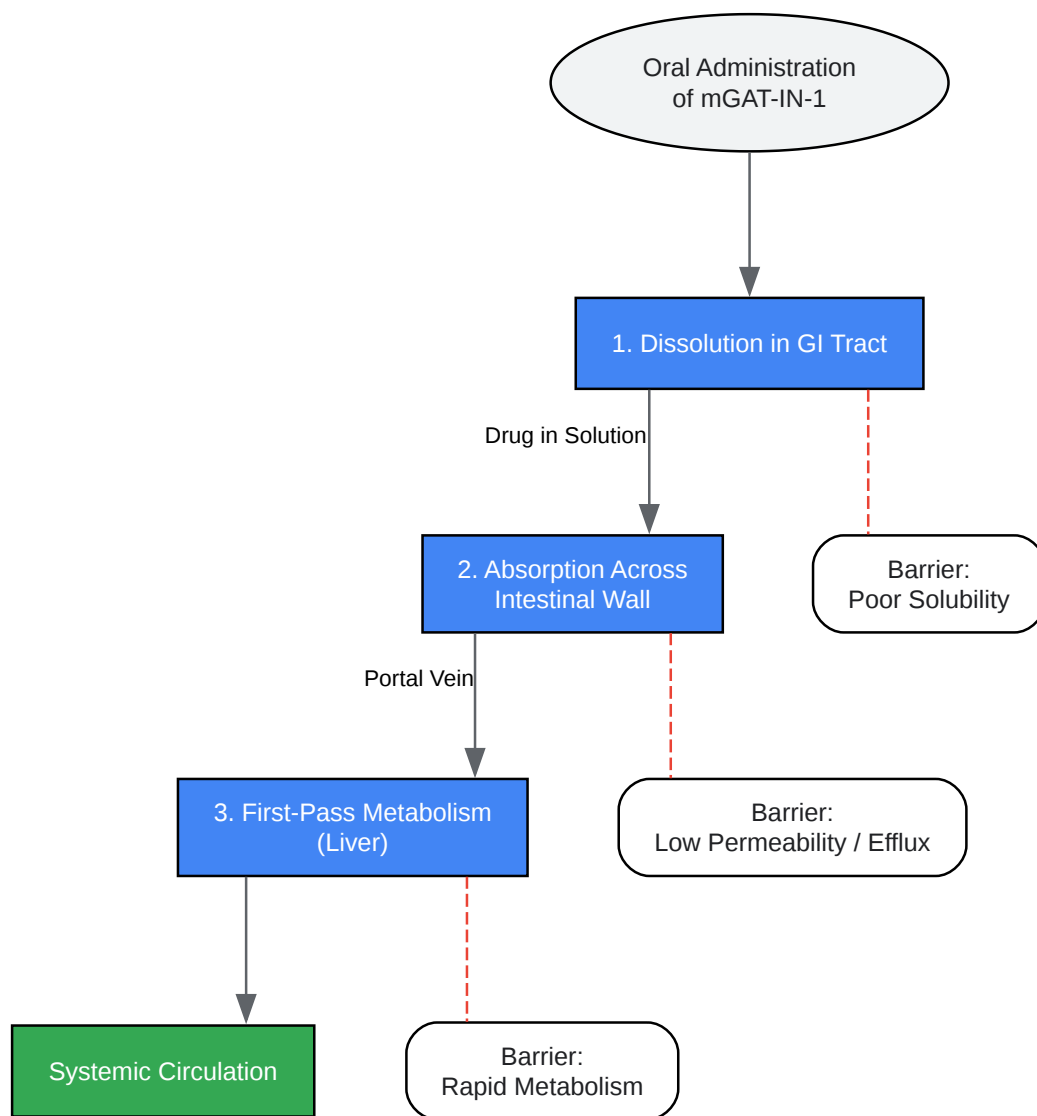 Oral Administration
of mGAT-IN-1
1. Dissolution in GI Tract
Drug in Solution
2. Absorption Across
Intestinal Wall
Barrier:
Poor Solubility
Portal Vein
3. First-Pass Metabolism
(Liver)
Barrier:
Low Permeability / Efflux
Systemic Circulation
Barrier:
Rapid Metabolism